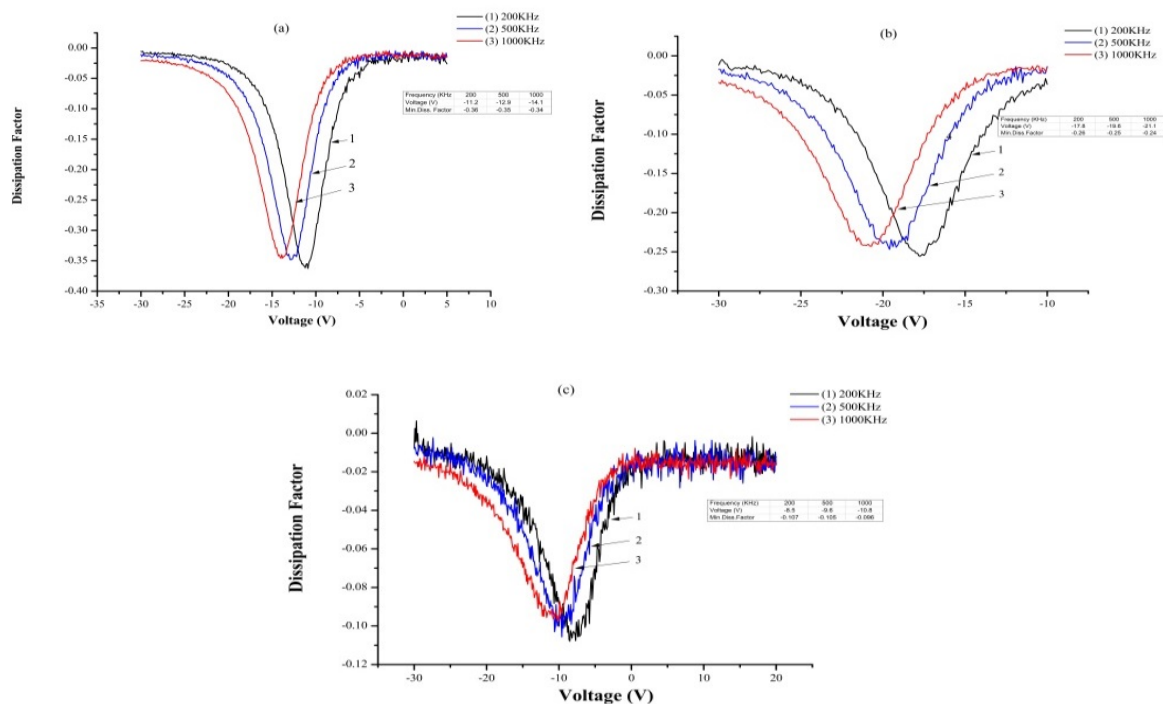 (a)
(1) 200KHz
(2) 500KHz
(3) 1000KHz
0.00
-0.05
-0.10
-0.15
-0.20
-0.25
-0.30
-0.35
-0.40
Dissipation Factor
Frequency (KHz 200 500 1000
Voltage (V) -11.2 -12.9 -14.1
Min.Diss. Factor -0.36 -0.35 -0.34
1
2
3
-35 -30 -25 -20 -15 -10 -5 0 5 10
Voltage (V)
(b)
(1) 200KHz
(2) 500KHz
(3) 1000KHz
0.00
-0.05
-0.10
-0.15
-0.20
-0.25
-0.30
Dissipation Factor
Frequency (KHz 200 500 1000
Voltage (V) -17.8 -19.6 -21.1
Min.Diss Factor -0.26 -0.25 -0.24
1
2
3
-30 -25 -20 -15 -10
Voltage (V)
(c)
(1) 200KHz
(2) 500KHz
(3) 1000KHz
0.02
0.00
-0.02
-0.04
-0.06
-0.08
-0.10
-0.12
Dissipation Factor
Frequency (KHz) 200 500 1000
Voltage (V) -8.5 -9.6 -10.8
Min.Diss.Factor -0.107 -0.105 -0.096
1
2
3
-30 -20 -10 0 10 20
Voltage (V)